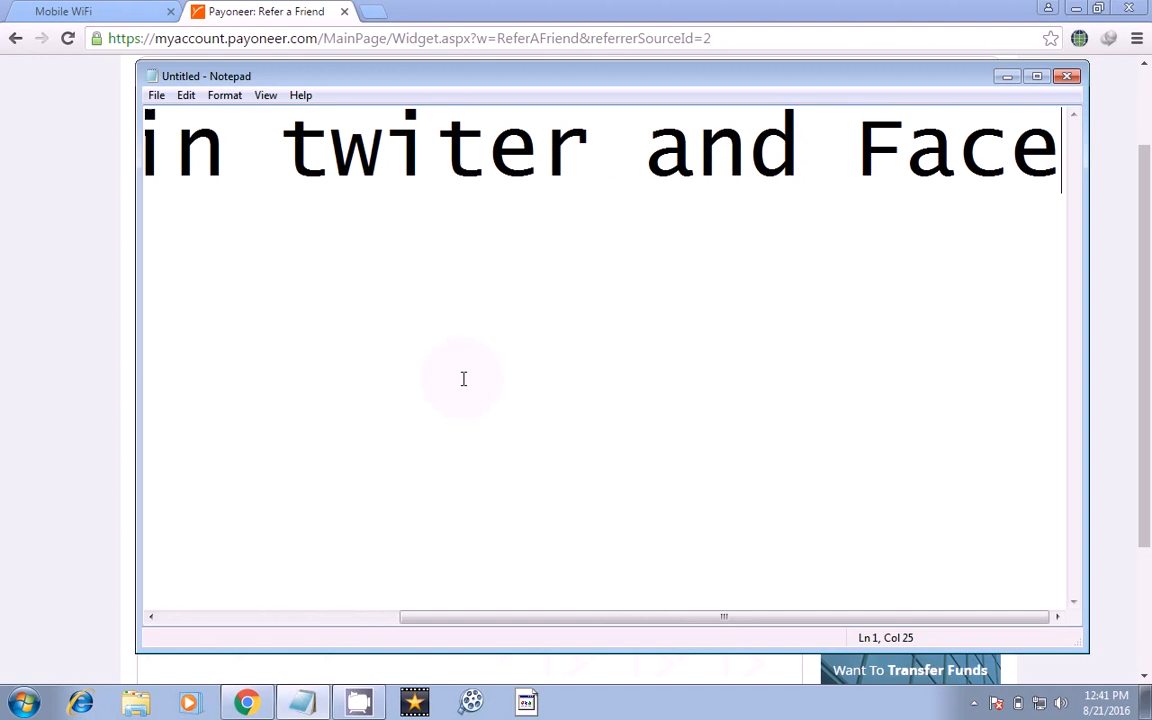 Mobile WiFi
Payoneer: Refer a Friend
https://myaccount.payoneer.com/MainPage/Widget.aspx?w=ReferAFriend&referrerSourceId=2
Untitled - Notepad
File Edit Format View Help
in twiter and Face
Ln 1, Col 25
Want To Transfer Funds
12:41 PM
8/21/2016